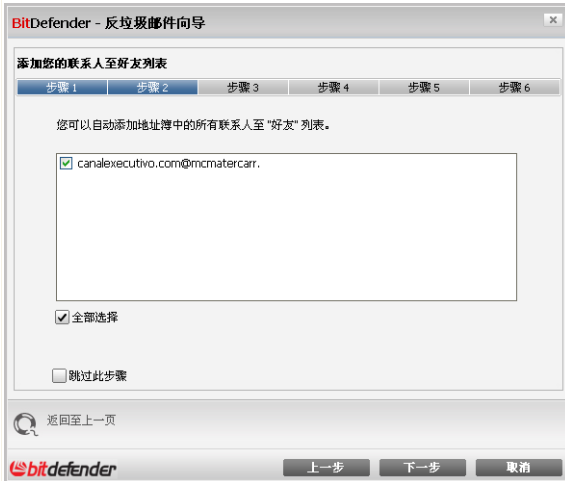 BitDefender - 反垃圾邮件向导
添加您的联系人至好友列表
步骤 1 步骤 2 步骤 3 步骤 4 步骤 5 步骤 6
您可以自动添加地址簿中的所有联系人至 "好友" 列表。
canalexecutivo.com@mcmatercarr.
全部选择
跳过此步骤
返回至上一页
bitdefender 上一步 下一步 取消